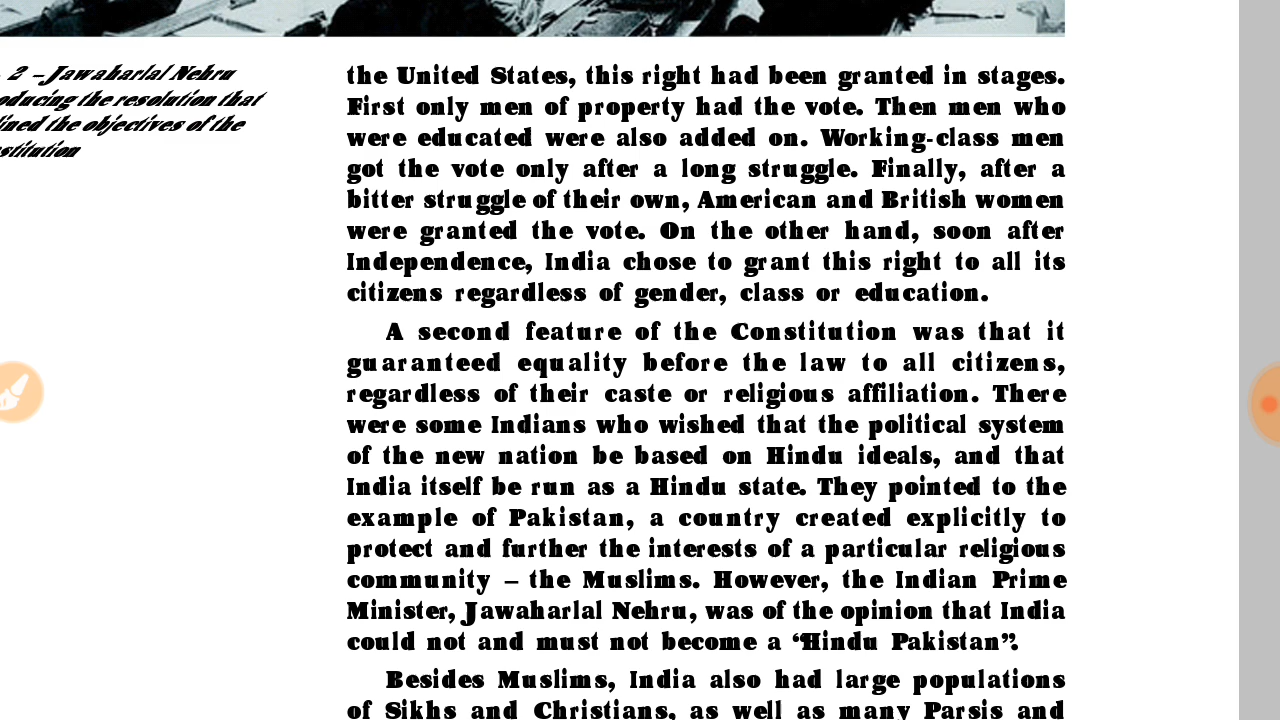 2 – Jawaharlal Nehru
the resolution that
the objectives of the
the United States, this right had been granted in stages.
First only men of property had the vote. Then men who
were educated were also added on. Working-class men
got the vote only after a long struggle. Finally, after a
bitter struggle of their own, American and British women
were granted the vote. On the other hand, soon after
Independence, India chose to grant this right to all its
citizens regardless of gender, class or education.
A second feature of the Constitution was that it
guaranteed equality before the law to all citizens,
regardless of their caste or religious affiliation. There
were some Indians who wished that the political system
of the new nation be based on Hindu ideals, and that
India itself be run as a Hindu state. They pointed to the
example of Pakistan, a country created explicitly to
protect and further the interests of a particular religious
community – the Muslims. However, the Indian Prime
Minister, Jawaharlal Nehru, was of the opinion that India
could not and must not become a “Hindu Pakistan”.
Besides Muslims, India also had large populations
of Sikhs and Christians, as well as many Parsis and